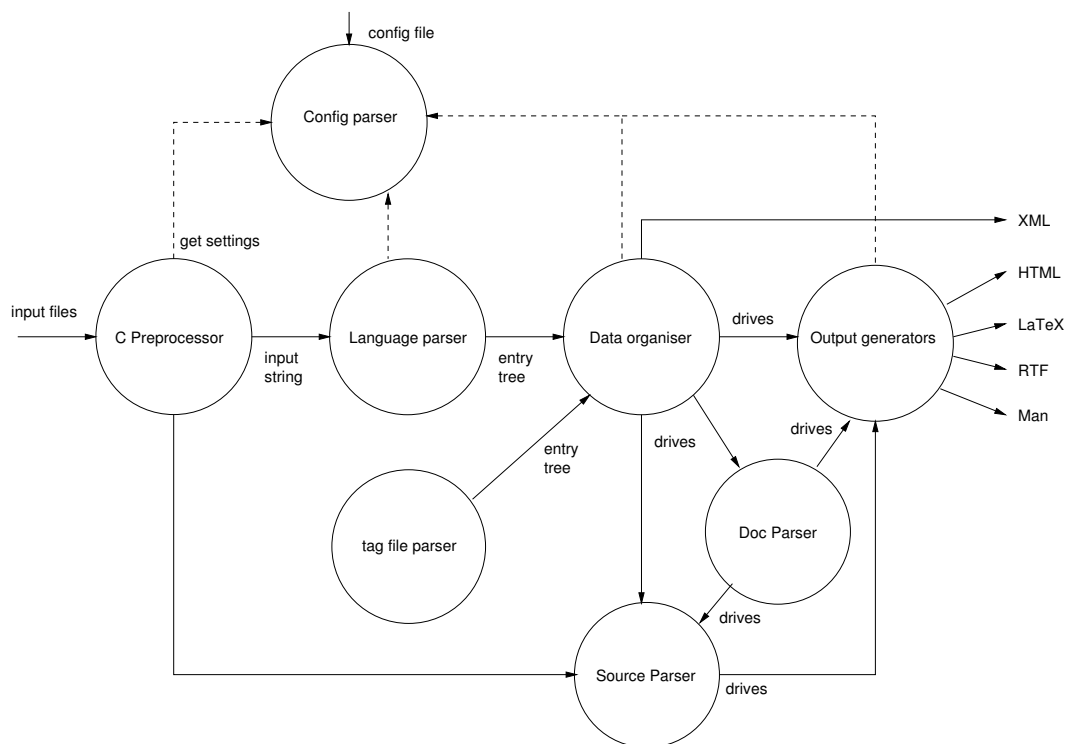 config file
Config parser
get settings
XML
HTML
input files
C Preprocessor
Language parser
Data organiser
drives
Output generators
LaTeX
RTF
Man
input
string
entry
tree
drives
drives
entry
tree
tag file parser
Doc Parser
drives
Source Parser
drives